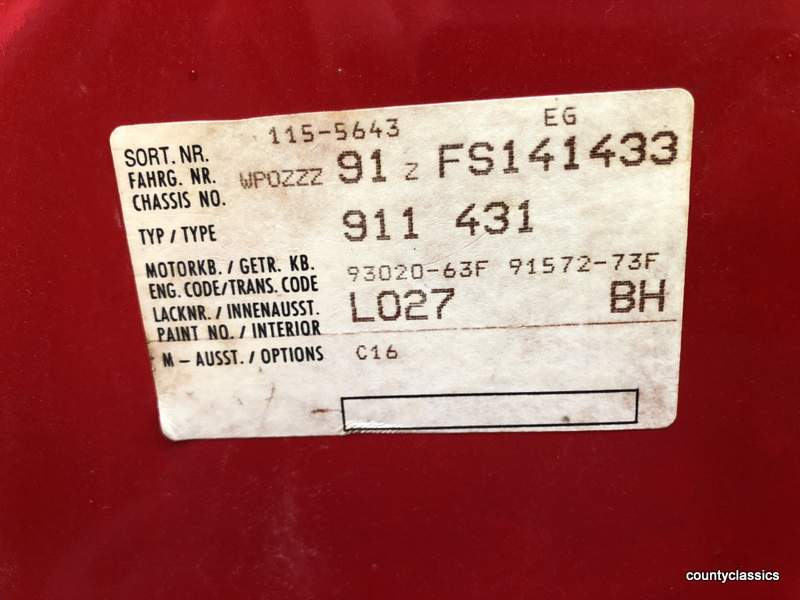 115-5643 EG
SORT. NR.
FAHRG. NR. WPOZZZ 91 Z FS141433
CHASSIS NO.
TYP / TYPE 911 431
MOTORKB. / GETR. KB. 93020-63F 91572-73F
ENG. CODE/TRANS. CODE
LACKNR. / INNENAUSST. L027 BH
PAINT NO. / INTERIOR
M – AUSST. / OPTIONS C16
countyclassics